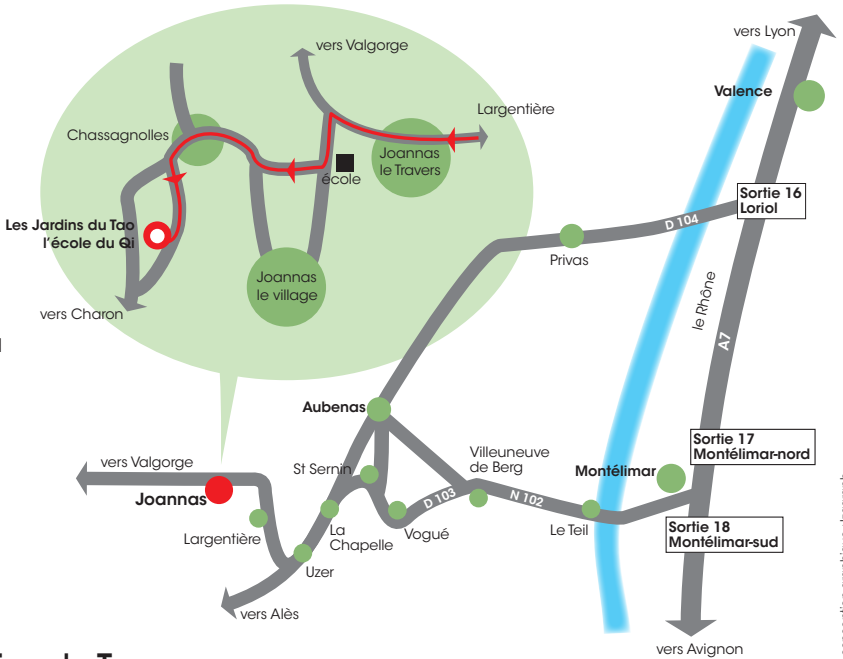 vers Lyon
vers Valgorge
Valence
Largentière
Chassagnolles
Joannas
le Travers
école
Sortie 16
Loriol
Les Jardins du Tao
l'école du Qi
D 104
Privas
Joannas
le village
le Rhône
vers Charon
A7
Aubenas
Sortie 17
Montélimar-nord
vers Valgorge
St Sernin
Villeuneuve
de Berg
Montélimar
Joannas
D 103
N 102
Largentière
La
Chapelle
Vogué
Le Teil
Sortie 18
Montélimar-sud
Uzer
vers Alès
vers Avignon